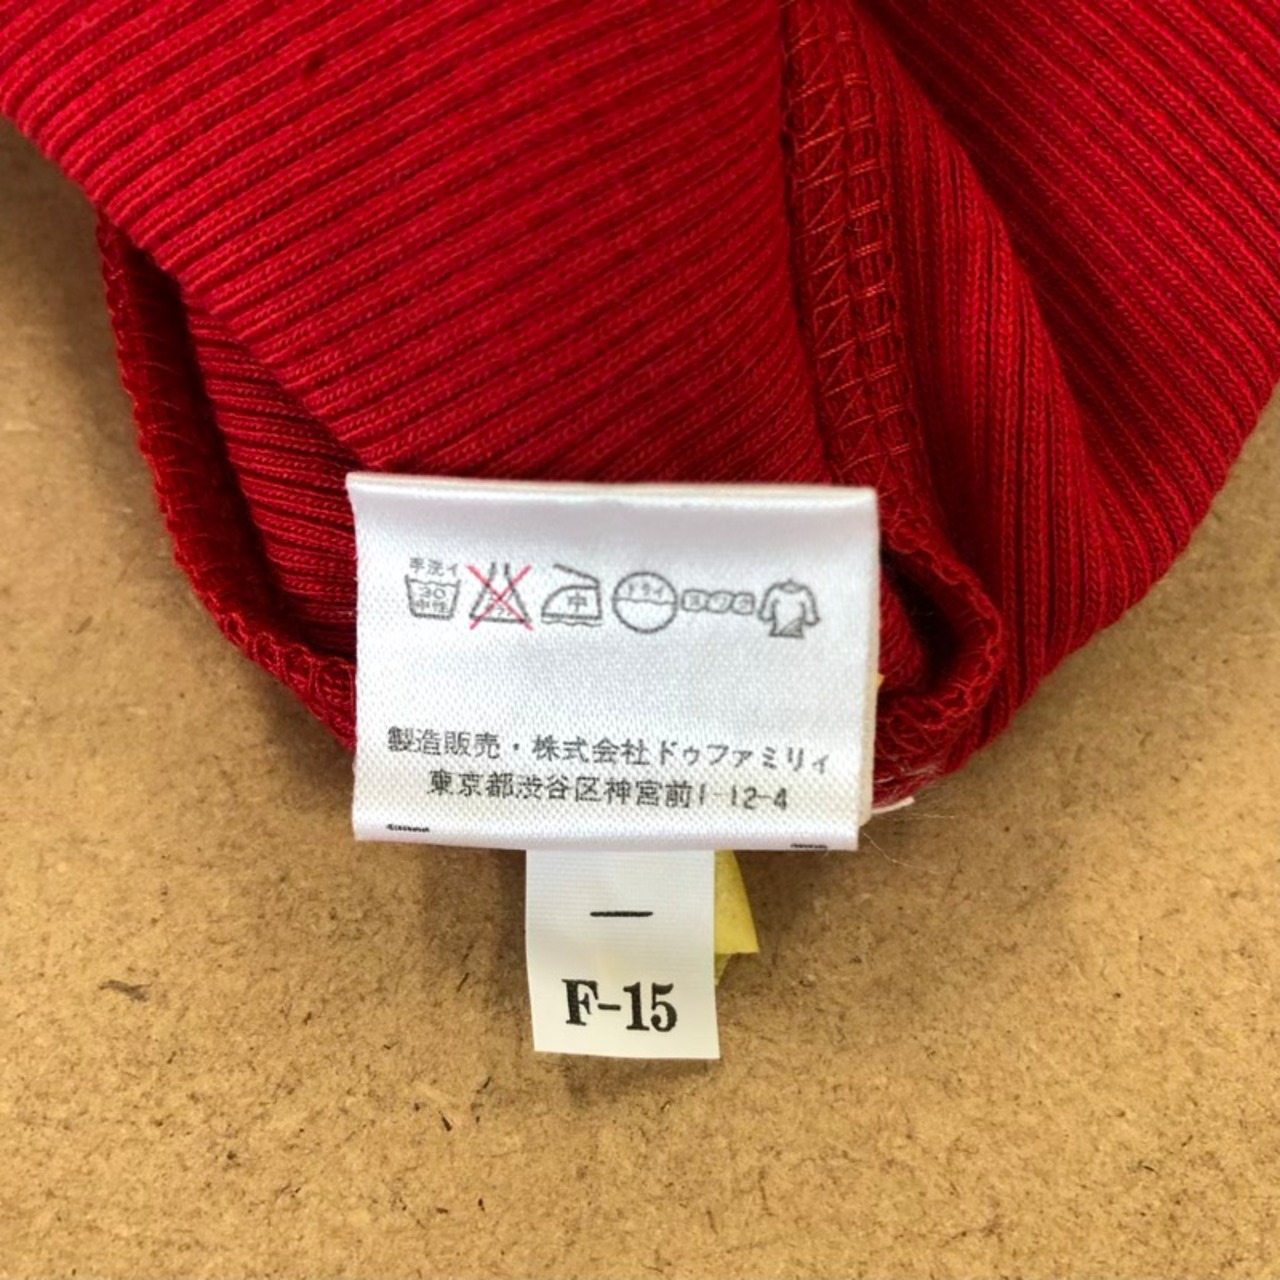 手洗イ
30
中性
中
ドライ
製造販売・株式会社ドゥファミリィ
東京都渋谷区神宮前1-12-4
—
F-15